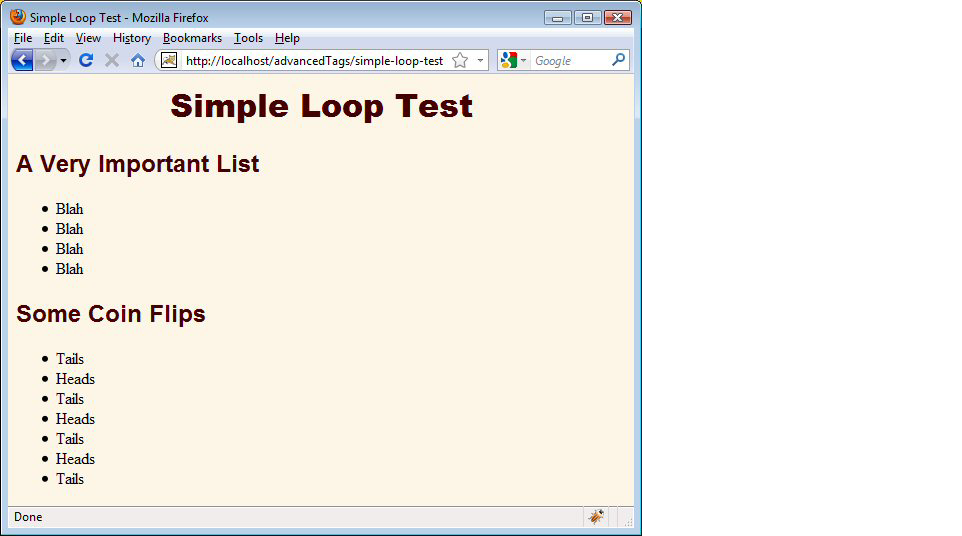 Simple Loop Test - Mozilla Firefox
File Edit View History Bookmarks Tools Help
http://localhost/advancedTags/simple-loop-test Google
Simple Loop Test
A Very Important List
• Blah
• Blah
• Blah
• Blah
Some Coin Flips
• Tails
• Heads
• Tails
• Heads
• Tails
• Heads
• Tails
Done